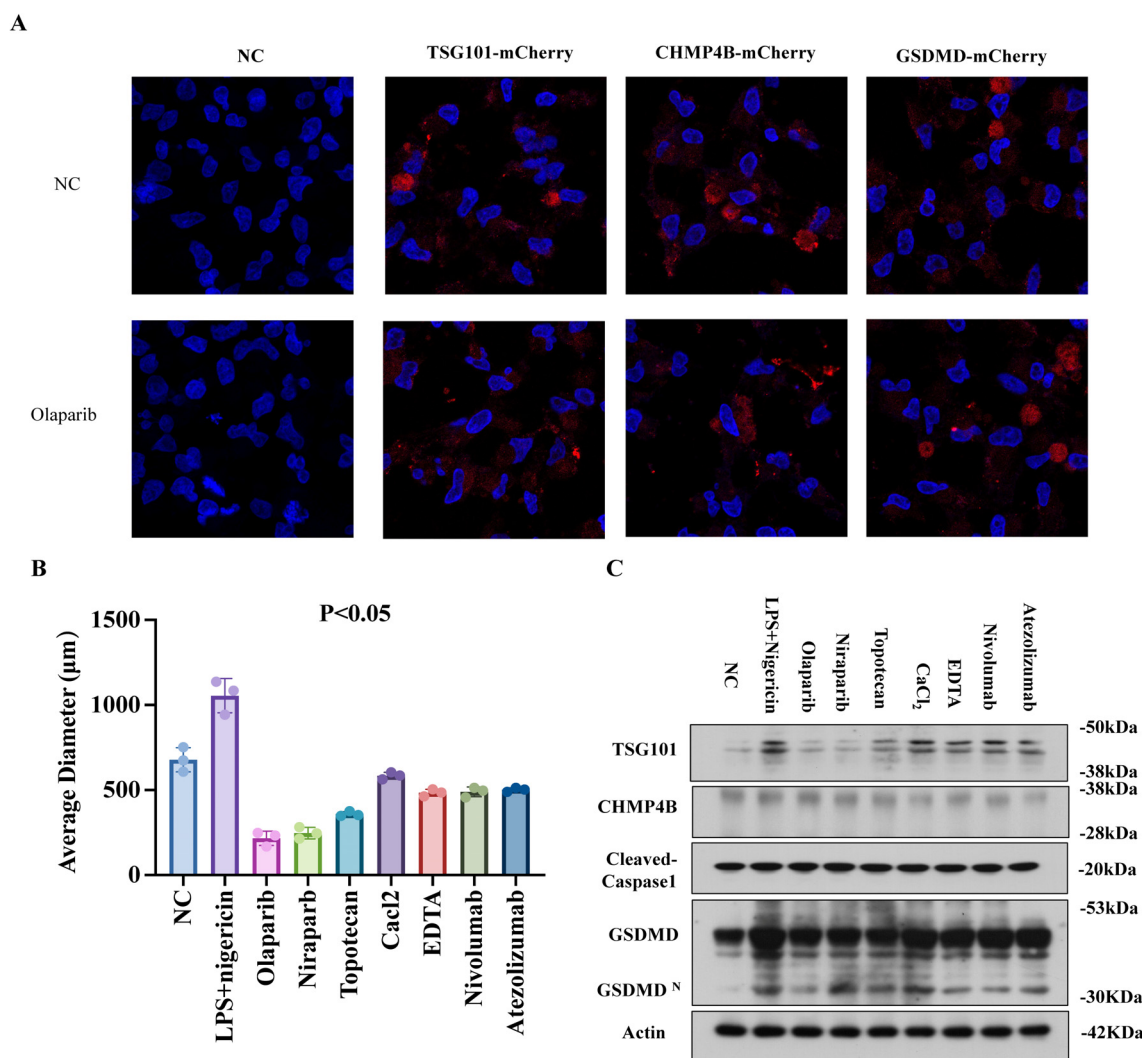 A
NC
TSG101-mCherry
CHMP4B-mCherry
GSDMD-mCherry
NC
Olaparib
B
P<0.05
Average Diameter (μm)
1500
1000
500
0
NC
LPS+nigericin
Olaparib
Niraparb
Topotecan
Cacl2
EDTA
Nivolumab
Atezolizumab
C
NC
LPS+Nigericin
Olaparib
Niraparib
Topotecan
CaCl₂
EDTA
Nivolumab
Atezolizumab
TSG101
-50kDa
-38kDa
CHMP4B
-38kDa
-28kDa
Cleaved-
Caspase1
-20kDa
-53kDa
GSDMD
GSDMD ᴺ
-30KDa
Actin
-42KDa